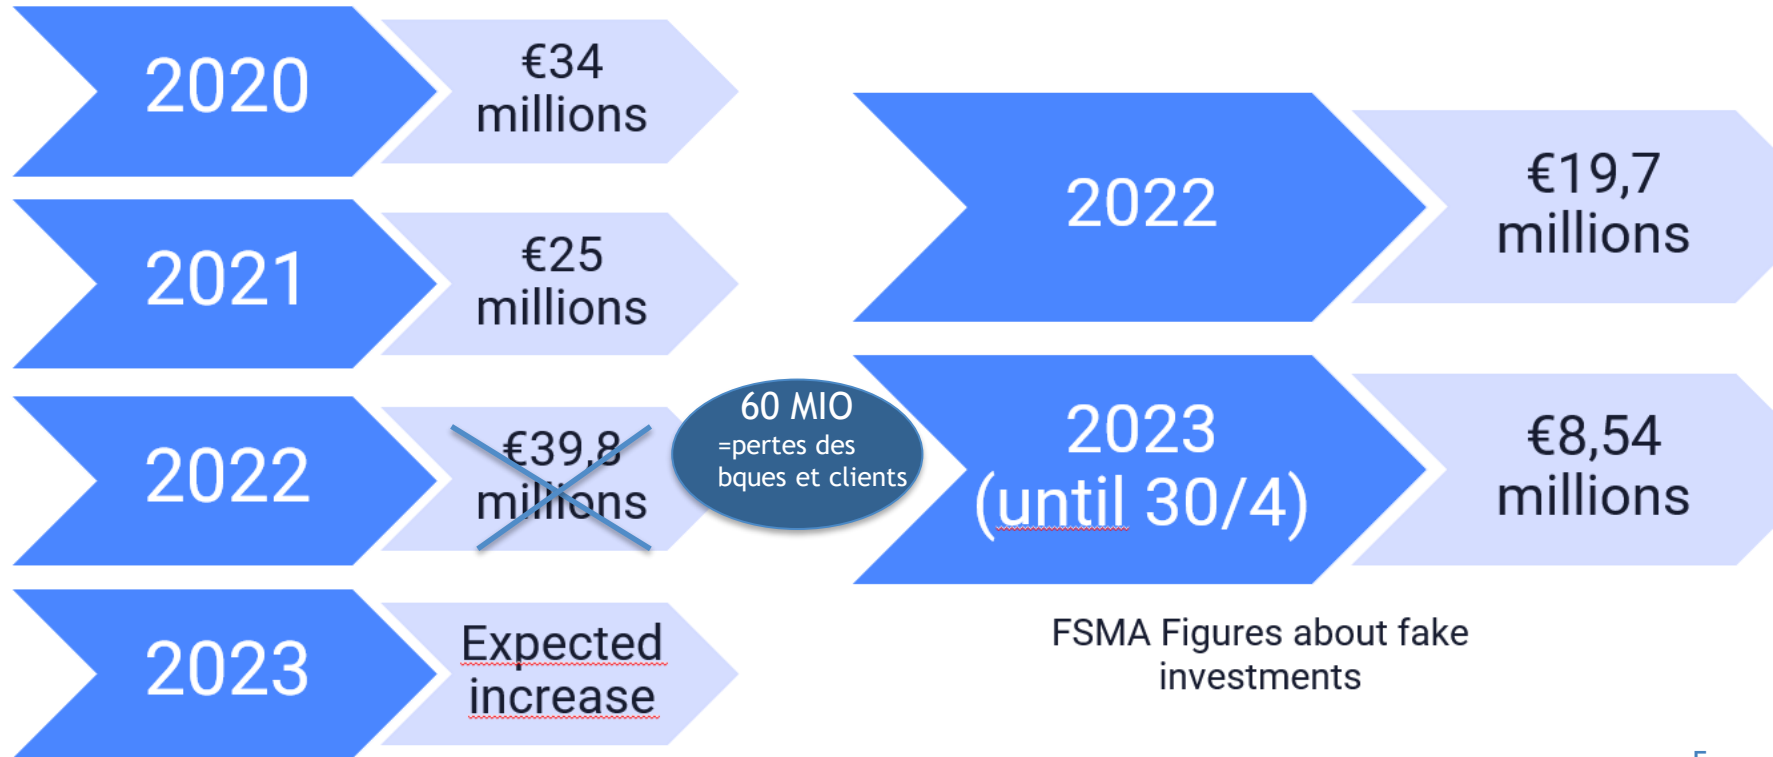 2020
€34
millions
2021
€25
millions
2022
€39,8
millions
60 MIO
=pertes des
bques et clients
2023
Expected
increase
2022
€19,7
millions
2023
(until 30/4)
€8,54
millions
FSMA Figures about fake
investments